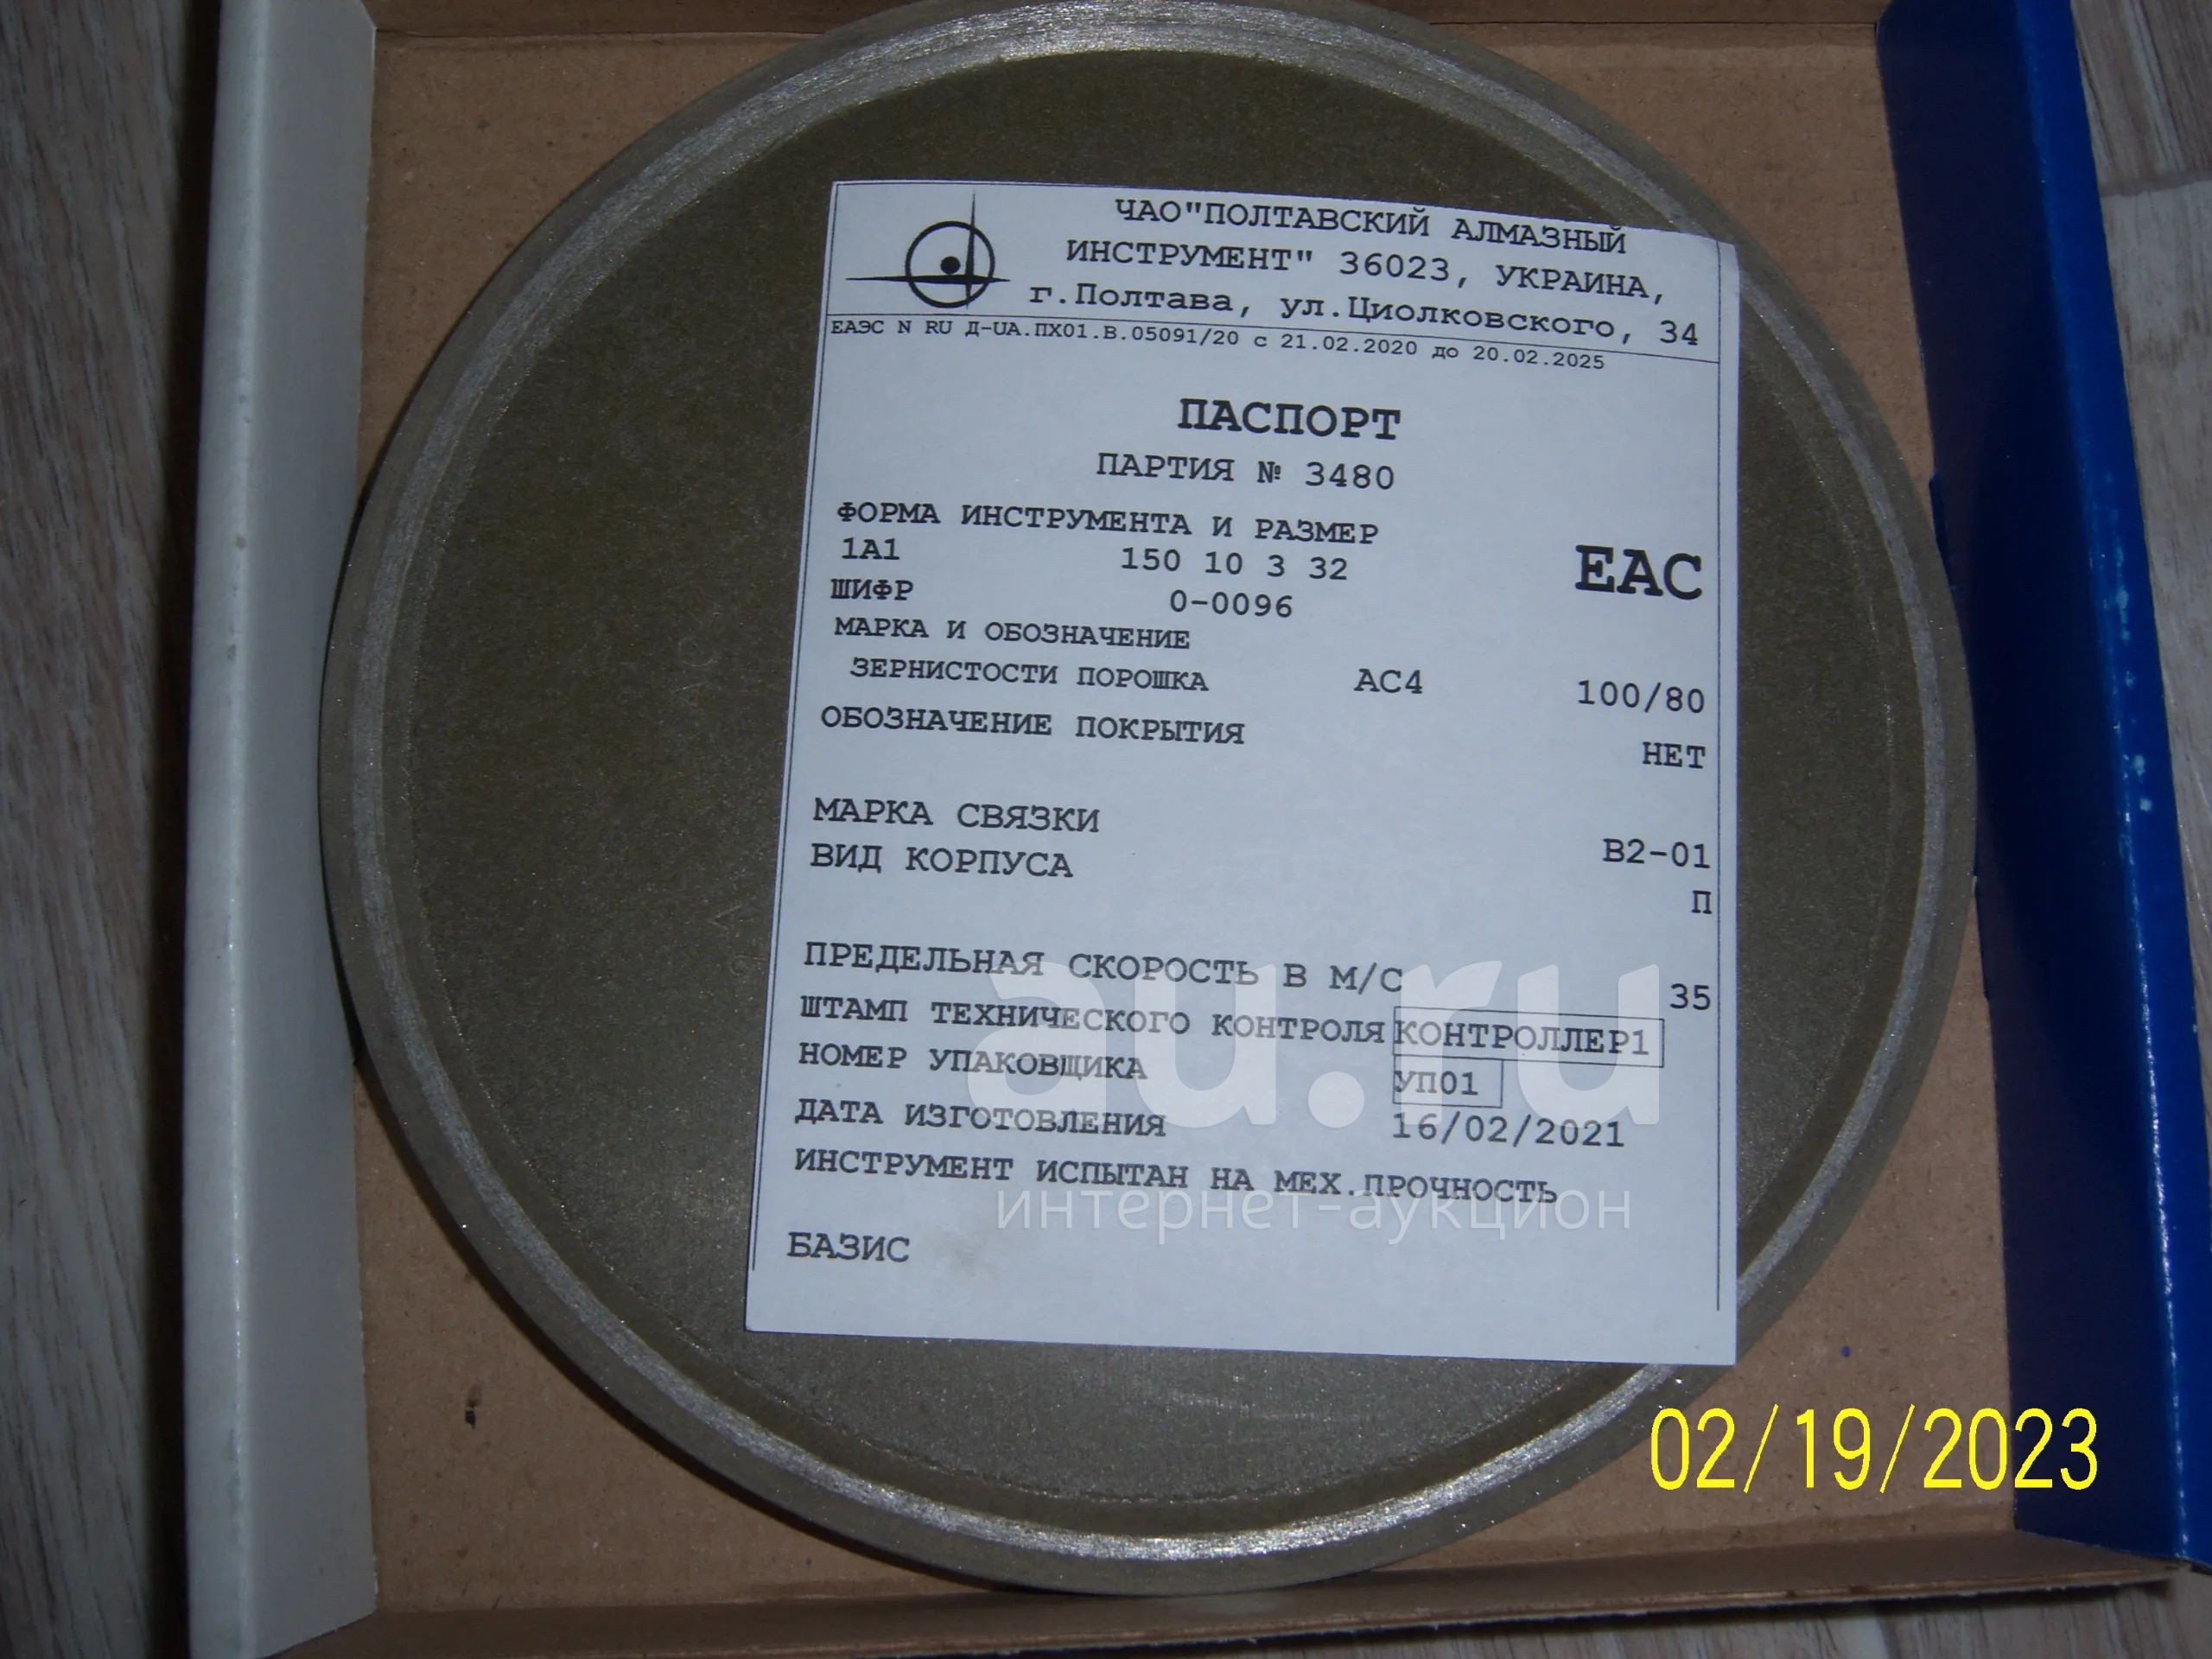 ЧАО"ПОЛТАВСКИЙ АЛМАЗНЫЙ
ИНСТРУМЕНТ" 36023, УКРАИНА,
г.Полтава, ул.Циолковского, 34
ЕАЭС N RU Д-UA.ПХ01.В.05091/20 с 21.02.2020 до 20.02.2025
ПАСПОРТ
ПАРТИЯ № 3480
ФОРМА ИНСТРУМЕНТА И РАЗМЕР
1А1 150 10 3 32
EAC
ШИФР 0-0096
МАРКА И ОБОЗНАЧЕНИЕ
ЗЕРНИСТОСТИ ПОРОШКА АС4 100/80
ОБОЗНАЧЕНИЕ ПОКРЫТИЯ НЕТ
МАРКА СВЯЗКИ В2-01
ВИД КОРПУСА П
ПРЕДЕЛЬНАЯ СКОРОСТЬ В М/С 35
ШТАМП ТЕХНИЧЕСКОГО КОНТРОЛЯ КОНТРОЛЛЕР1
НОМЕР УПАКОВЩИКА УП01
ДАТА ИЗГОТОВЛЕНИЯ 16/02/2021
ИНСТРУМЕНТ ИСПЫТАН НА МЕХ.ПРОЧНОСТЬ
БАЗИС
au.ru
интернет-аукцион
02/19/2023